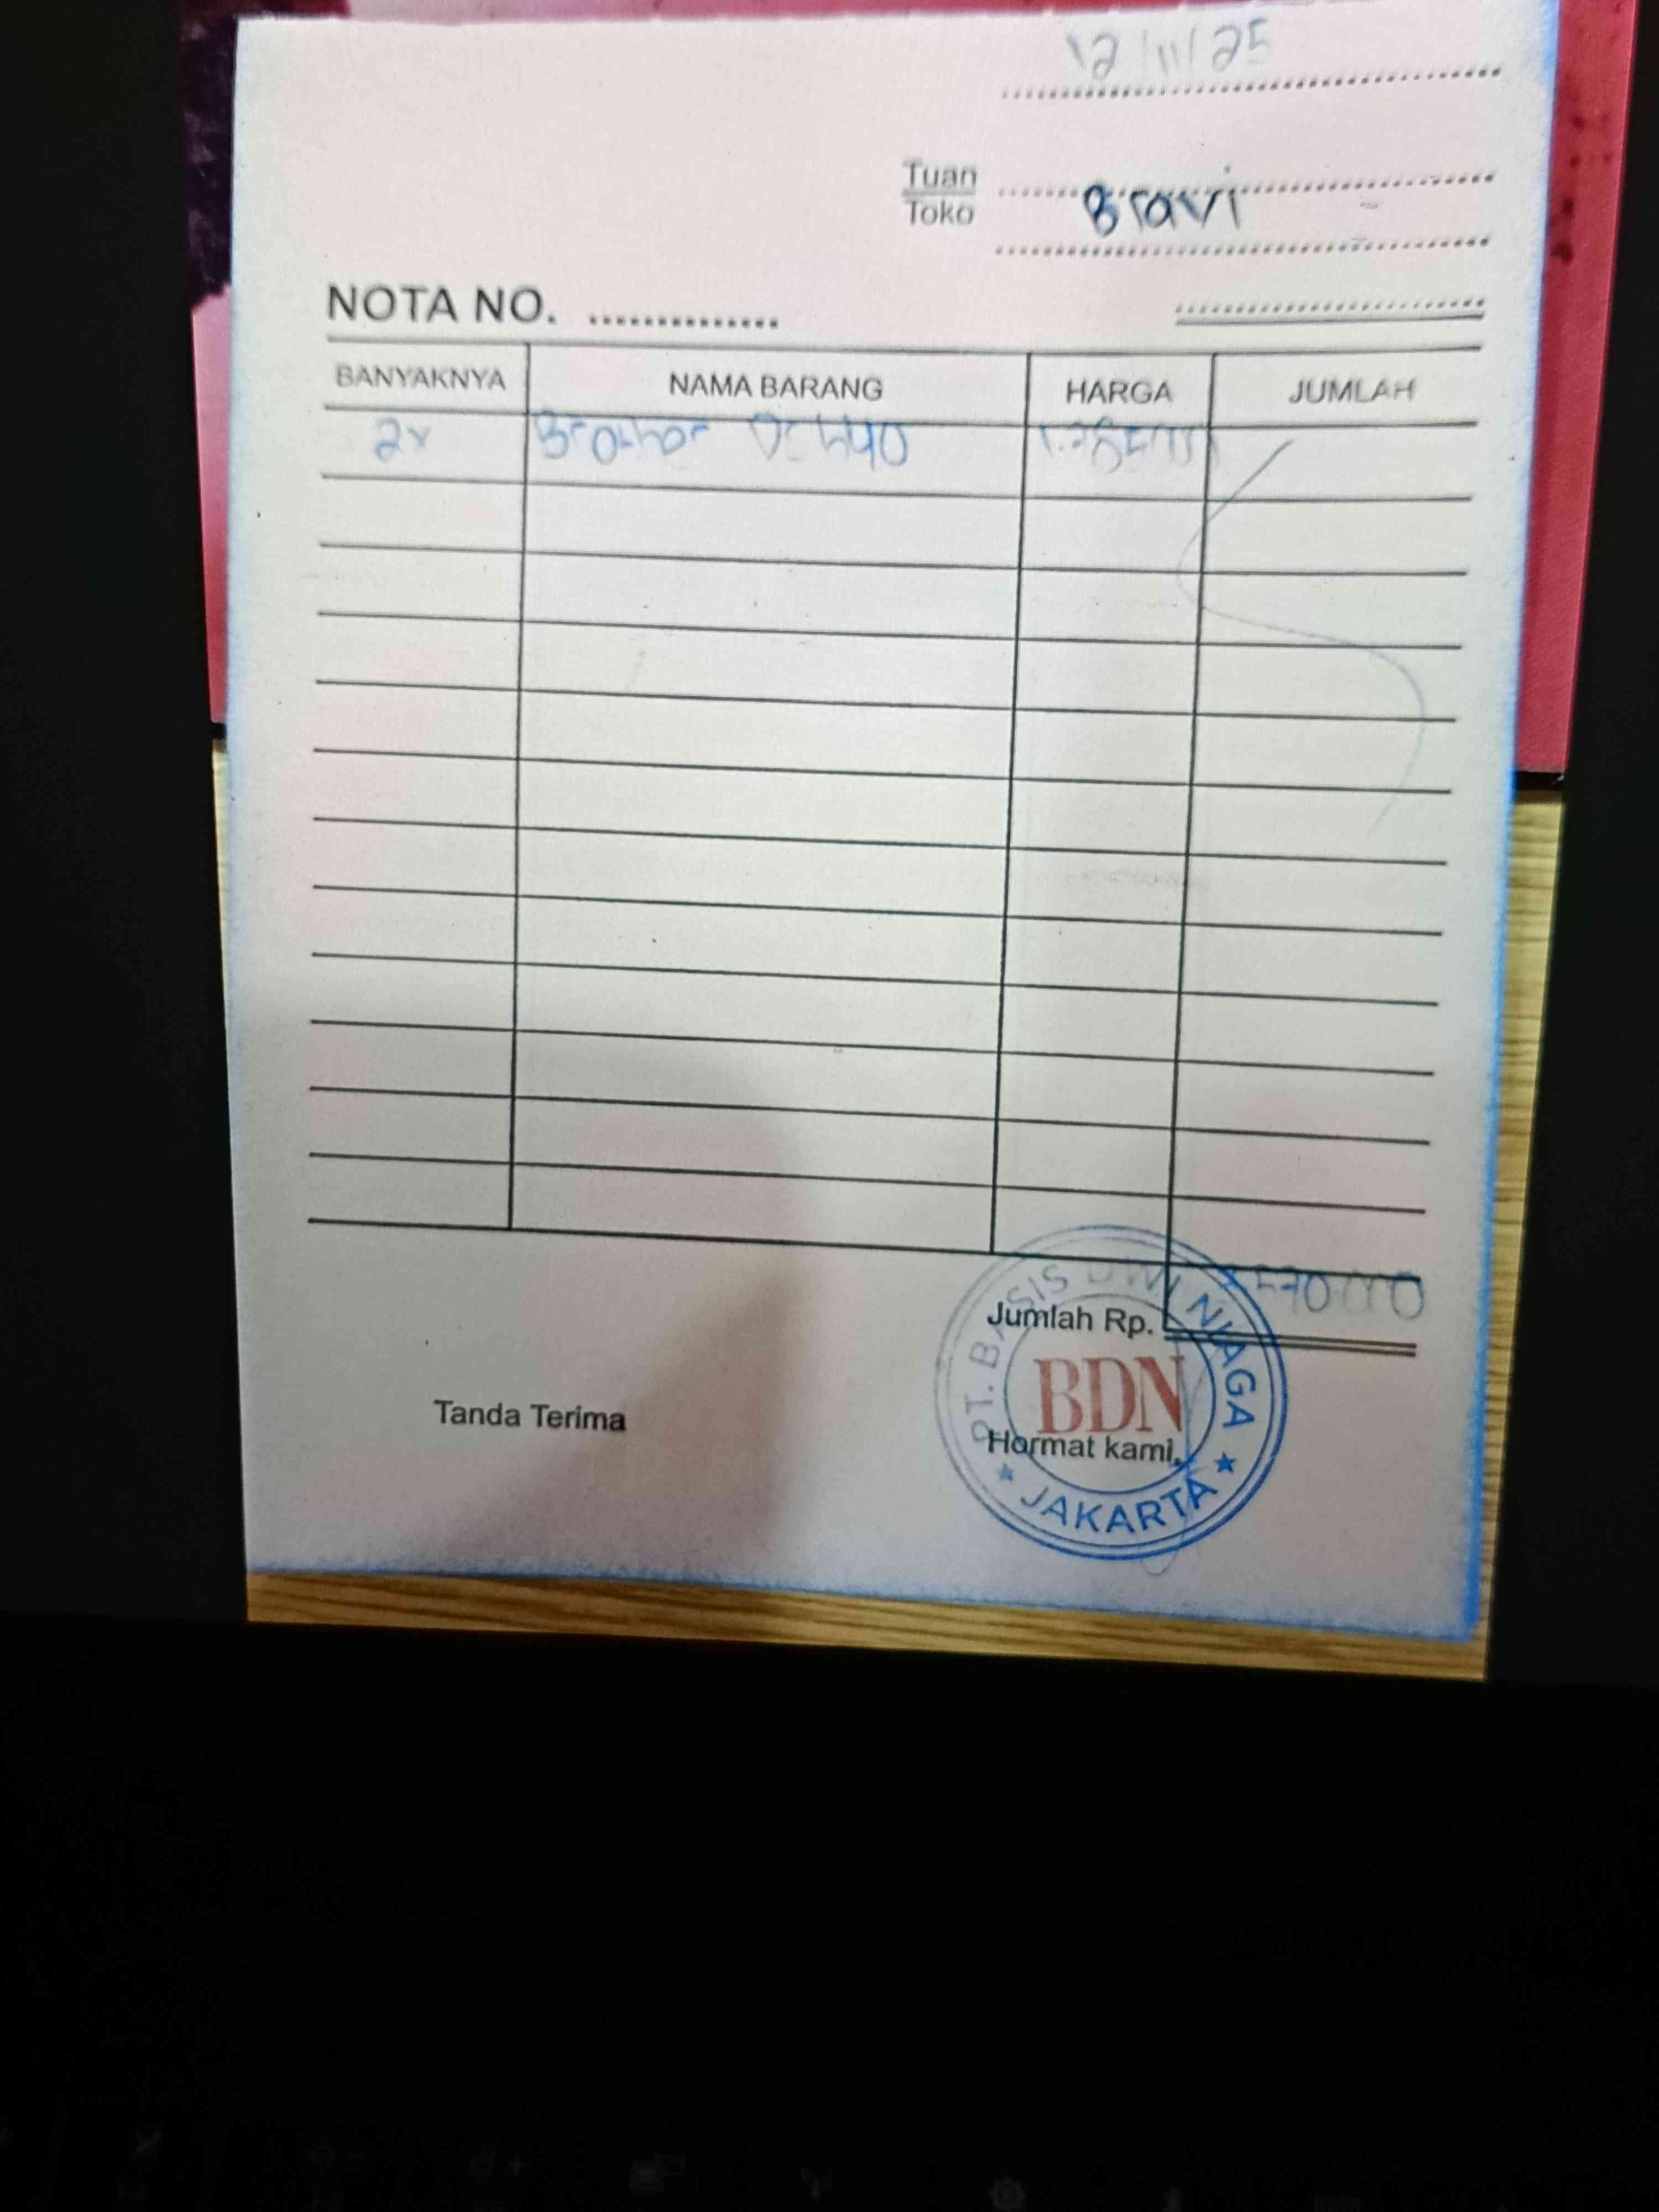 12/11/25
Tuan
Toko
Bravi
NOTA NO. ..............
BANYAKNYA NAMA BARANG HARGA JUMLAH
2x Brother
Jumlah Rp.
Tanda Terima
Hormat kami,
PT. BASIS DWI NIAGA
BDN
★ JAKARTA ★